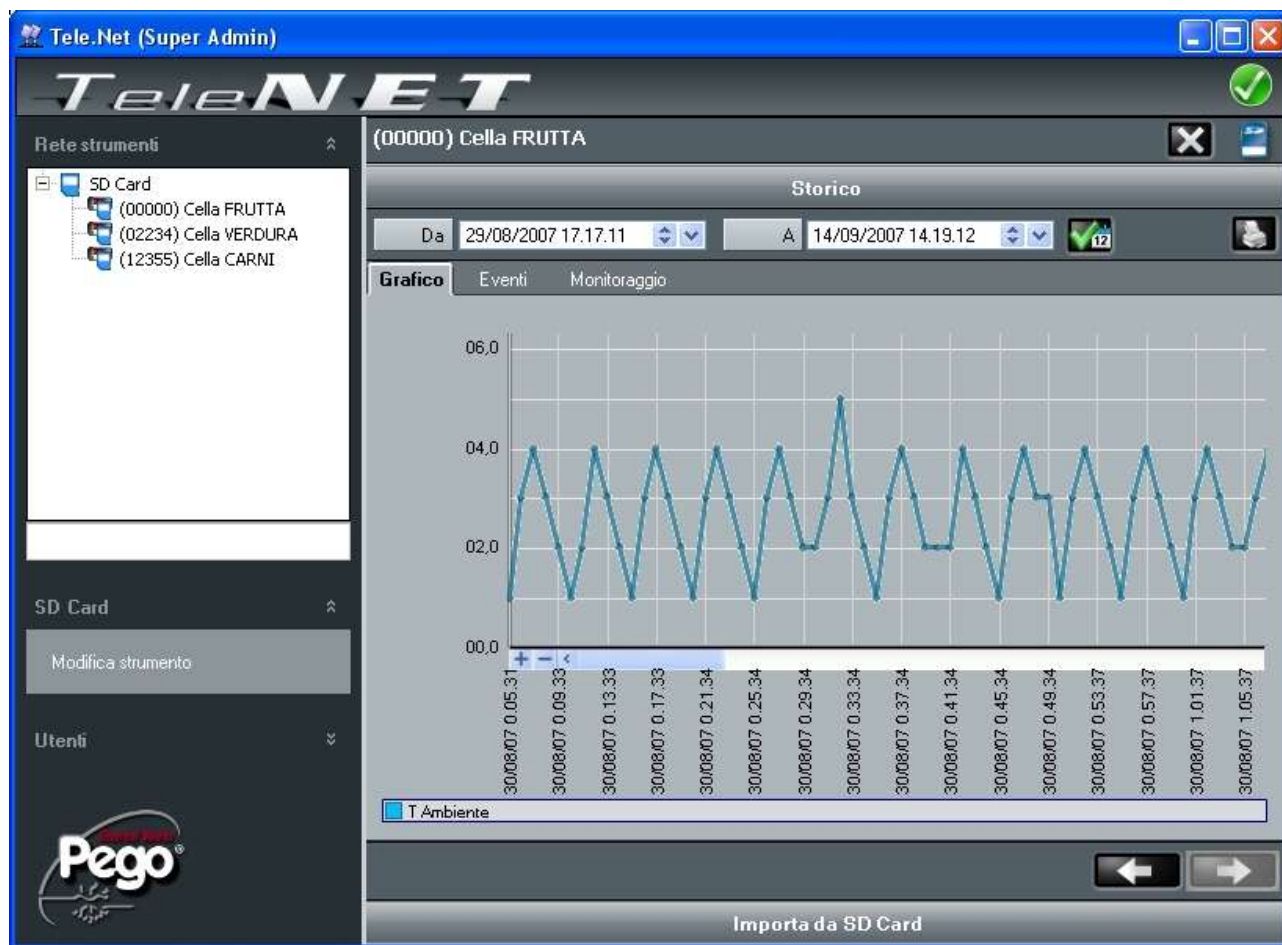 Tele.Net (Super Admin)
TeleNET
Rete strumenti
SD Card
(00000) Cella FRUTTA
(02234) Cella VERDURA
(12355) Cella CARNI
SD Card
Modifica strumento
Utenti
Pego®
(00000) Cella FRUTTA
Storico
Da 29/08/2007 17.17.11 A 14/09/2007 14.19.12 12
Grafico Eventi Monitoraggio
06,0
04,0
02,0
00,0
30/08/07 0.05.31
30/08/07 0.09.33
30/08/07 0.13.33
30/08/07 0.17.33
30/08/07 0.21.34
30/08/07 0.25.34
30/08/07 0.29.34
30/08/07 0.33.34
30/08/07 0.37.34
30/08/07 0.41.34
30/08/07 0.45.34
30/08/07 0.49.34
30/08/07 0.53.37
30/08/07 0.57.37
30/08/07 1.01.37
30/08/07 1.05.37
T Ambiente
Importa da SD Card